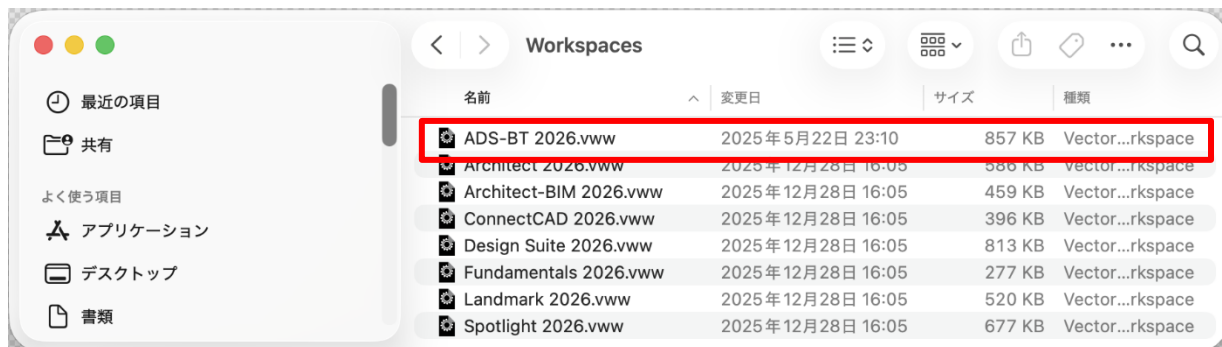 Workspaces
最近の項目
共有
よく使う項目
アプリケーション
デスクトップ
書類
名前 変更日 サイズ 種類
ADS-BT 2026.vww 2025年5月22日 23:10 857 KB Vector...rkspace
Architect 2026.vww 2025年12月28日 16:05 586 KB Vector...rkspace
Architect-BIM 2026.vww 2025年12月28日 16:05 459 KB Vector...rkspace
ConnectCAD 2026.vww 2025年12月28日 16:05 396 KB Vector...rkspace
Design Suite 2026.vww 2025年12月28日 16:05 813 KB Vector...rkspace
Fundamentals 2026.vww 2025年12月28日 16:05 277 KB Vector...rkspace
Landmark 2026.vww 2025年12月28日 16:05 520 KB Vector...rkspace
Spotlight 2026.vww 2025年12月28日 16:05 677 KB Vector...rkspace